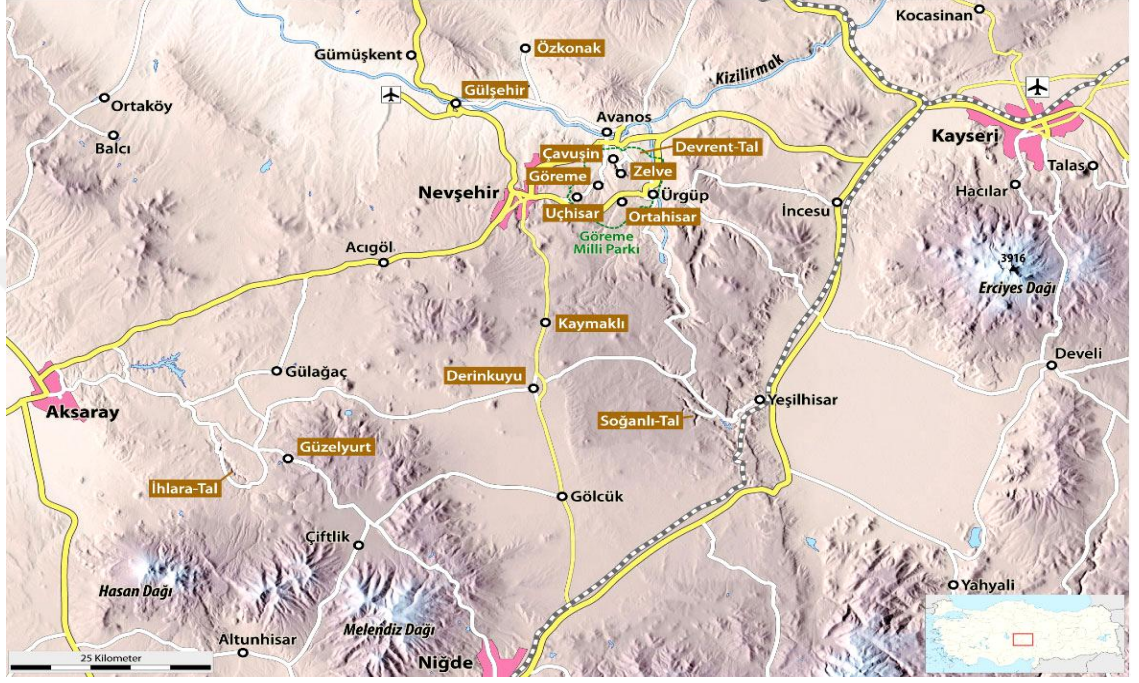 Kocasinan
Gümüşkent
Özkonak
Kizilirmak
Gülşehir
Ortaköy
Avanos
Balcı
Kayseri
Çavuşin
Devrent-Tal
Talas
Göreme
Zelve
Nevşehir
Hacılar
Ürgüp
Uçhisar
Ortahisar
İncesu
Göreme
Milli Parkı
Acıgöl
3916
Erciyes Dağı
Kaymaklı
Develi
Gülağaç
Derinkuyu
Aksaray
Yeşilhisar
Soğanlı-Tal
Güzelyurt
İhlara-Tal
Gölcük
Çiftlik
Hasan Dağı
Yahyali
Melendiz Dağı
Altunhisar
25 Kilometer
Niğde